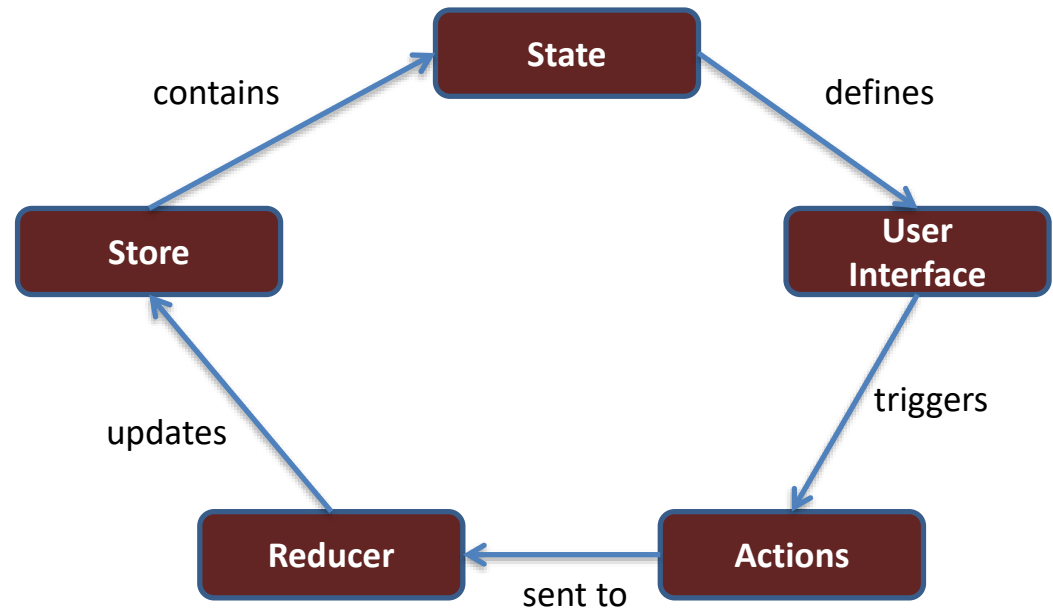 State
contains
defines
Store
User
Interface
triggers
updates
Reducer
Actions
sent to